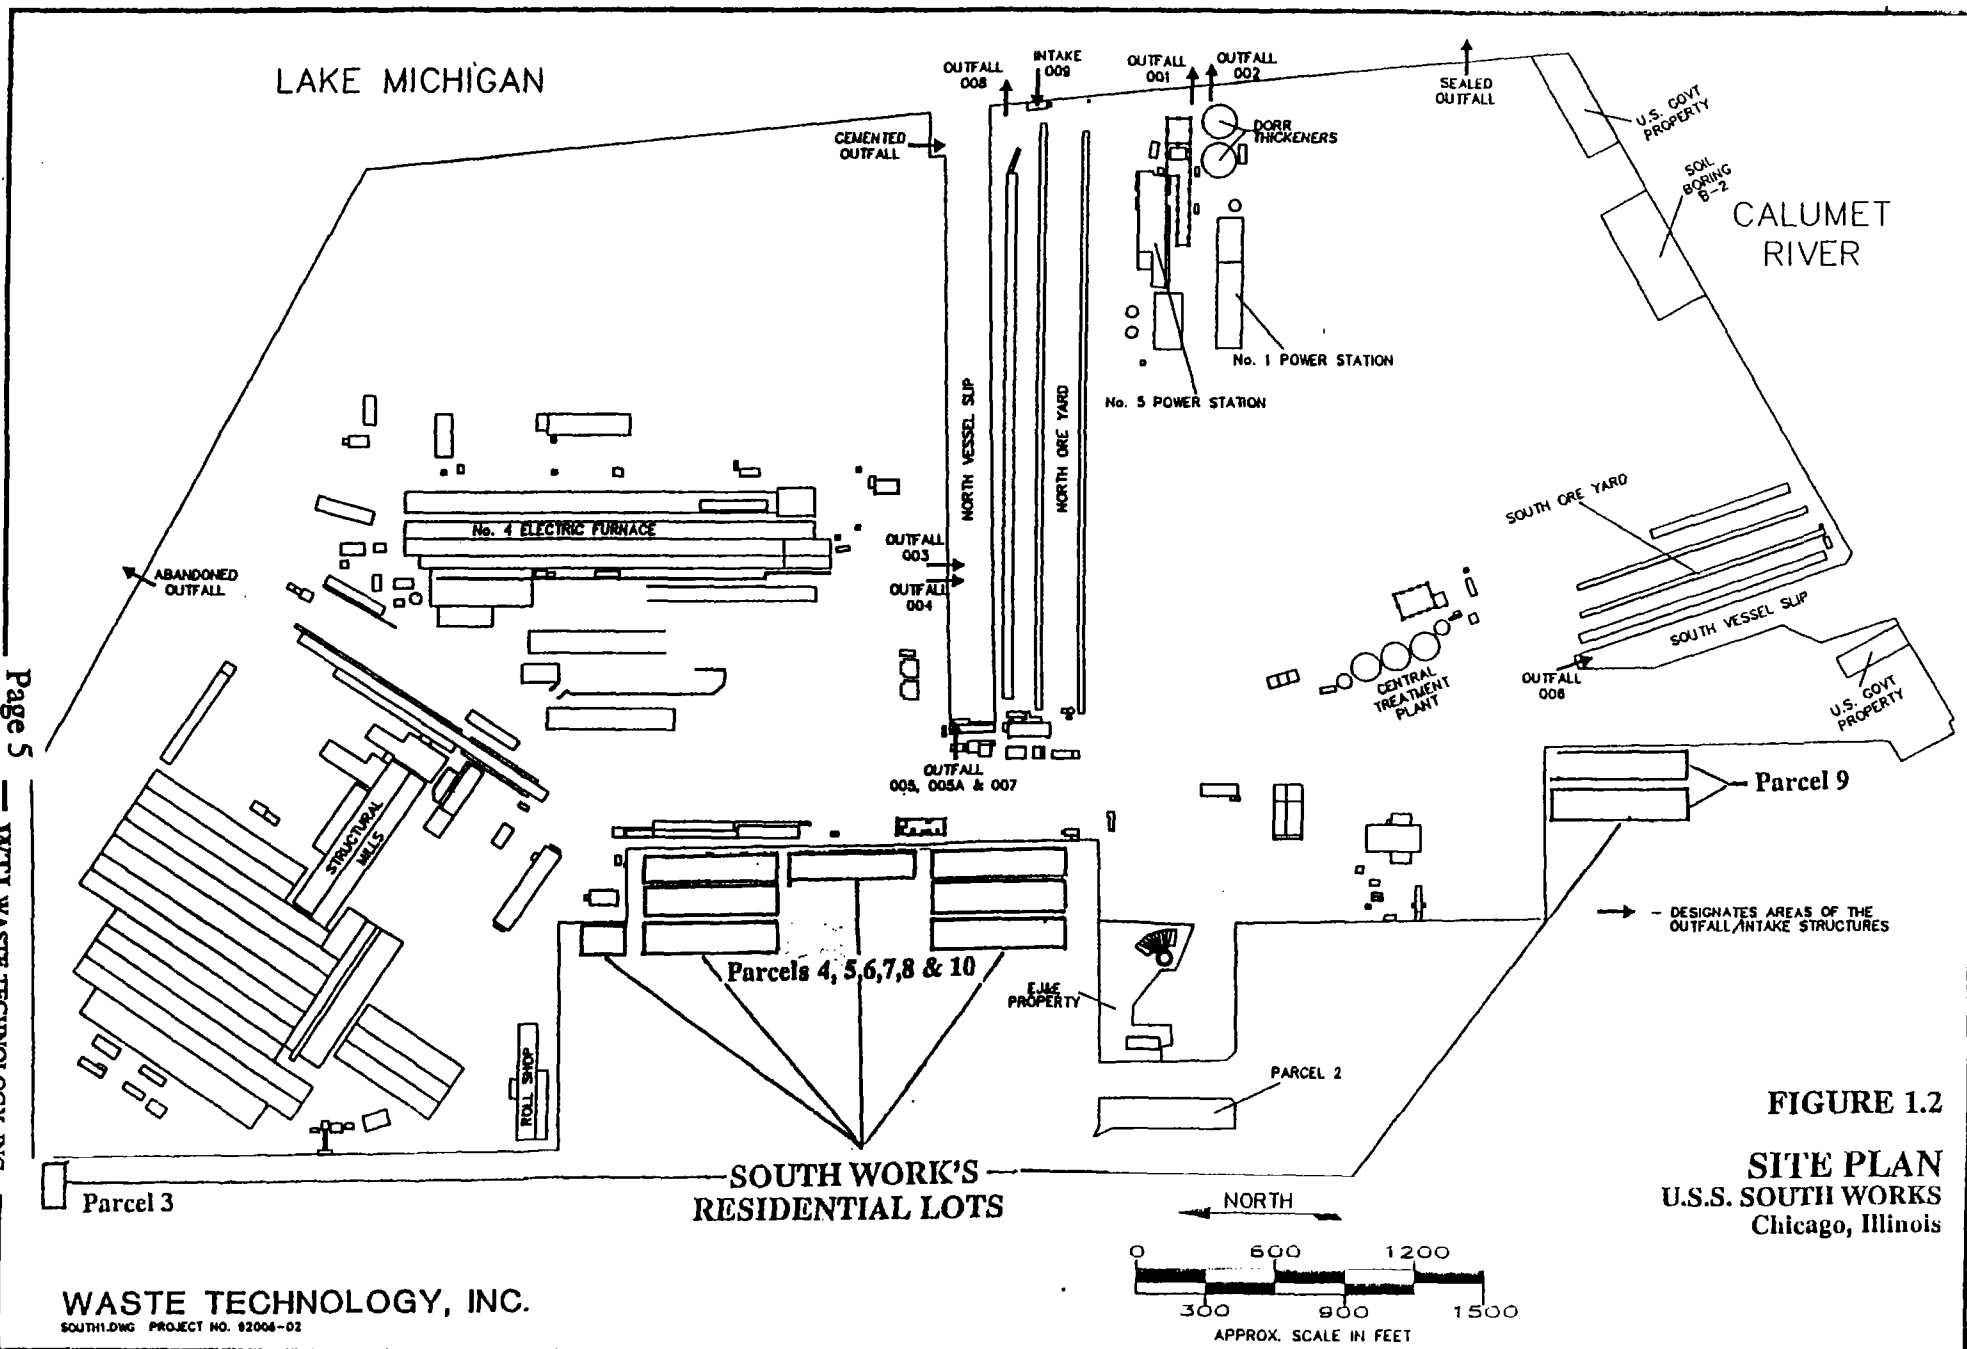 LAKE MICHIGAN
OUTFALL
008
INTAKE
009
OUTFALL
001
OUTFALL
002
SEALED
OUTFALL
U.S. GOVT
PROPERTY
CEMENTED
OUTFALL
DORR
THICKENERS
SOIL
BORING
B-2
CALUMET
RIVER
No. 1 POWER STATION
No. 5 POWER STATION
NORTH VESSEL SLIP
NORTH ORE YARD
No. 4 ELECTRIC FURNACE
SOUTH ORE YARD
OUTFALL
003
OUTFALL
004
ABANDONED
OUTFALL
SOUTH VESSEL SLIP
CENTRAL
TREATMENT
PLANT
OUTFALL
006
U.S. GOVT
PROPERTY
Page 5
OUTFALL
005, 005A & 007
Parcel 9
STRUCTURAL
MILLS
- DESIGNATES AREAS OF THE
OUTFALL/INTAKE STRUCTURES
Parcels 4, 5,6,7,8 & 10
EJ&E
PROPERTY
ROLL SHOP
PARCEL 2
FIGURE 1.2
SITE PLAN
U.S.S. SOUTH WORKS
Chicago, Illinois
SOUTH WORK'S
RESIDENTIAL LOTS
Parcel 3
NORTH
0 600 1200
300 900 1500
APPROX. SCALE IN FEET
WASTE TECHNOLOGY, INC.
SOUTH1.DWG PROJECT NO. 92004-02